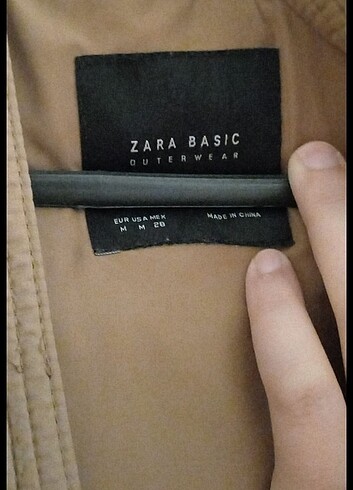 ZARA BASIC
OUTERWEAR
EUR USA MEX
M M 28
MADE IN CHINA